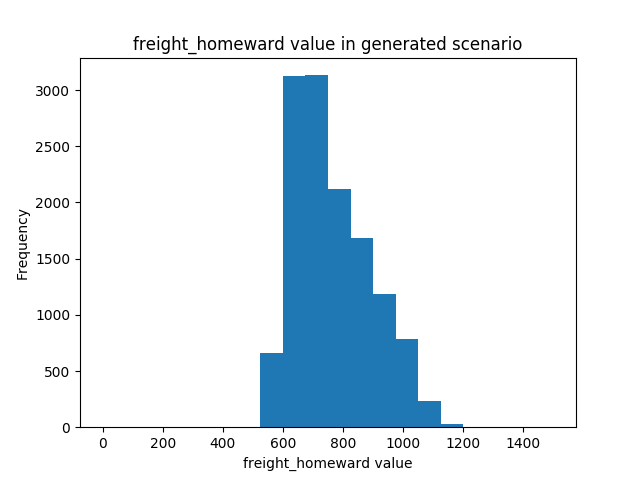 freight_homeward value in generated scenario
3000
2500
2000
1500
1000
500
0
Frequency
0 200 400 600 800 1000 1200 1400
freight_homeward value